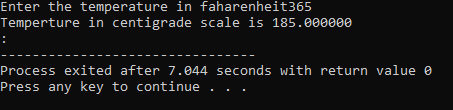 Enter the temperature in faharenheit365
Temperture in centigrade scale is 185.000000
:
--------------------------------
Process exited after 7.044 seconds with return value 0
Press any key to continue . . .